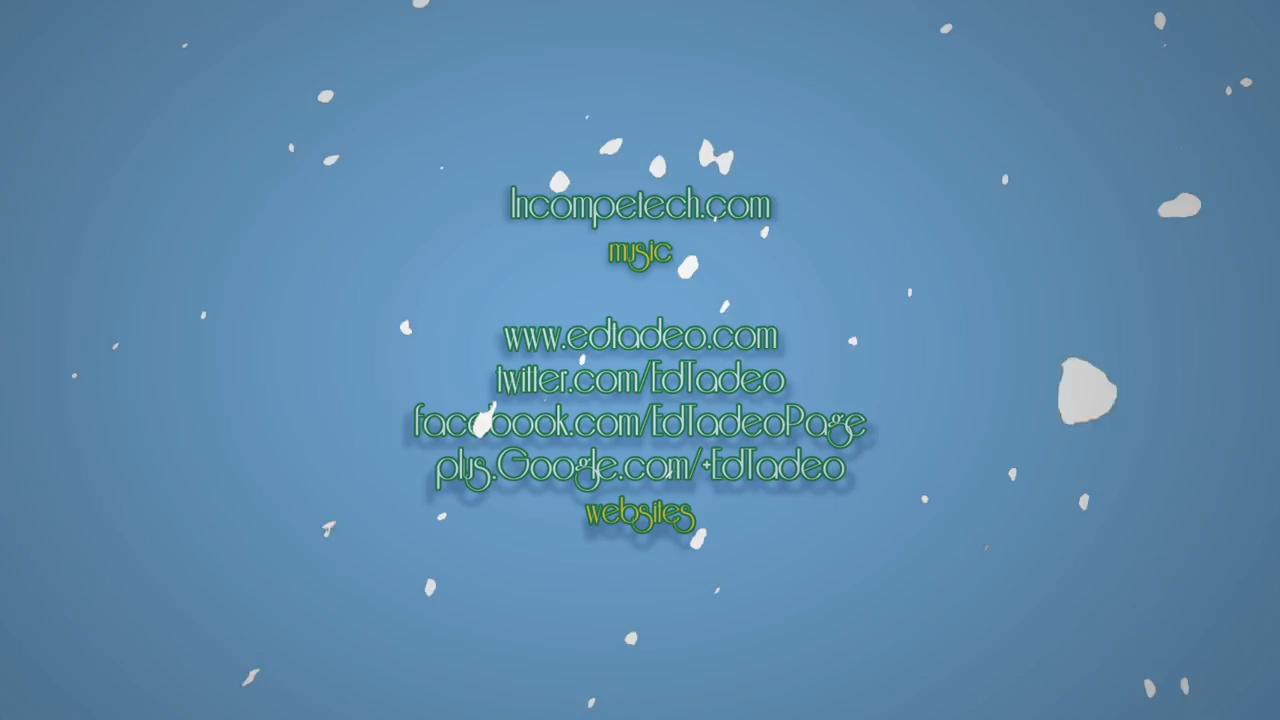 Incompetech.com
music
www.edtadeo.com
twitter.com/EdTadeo
facebook.com/EdTadeoPage
plus.Google.com/+EdTadeo
websites